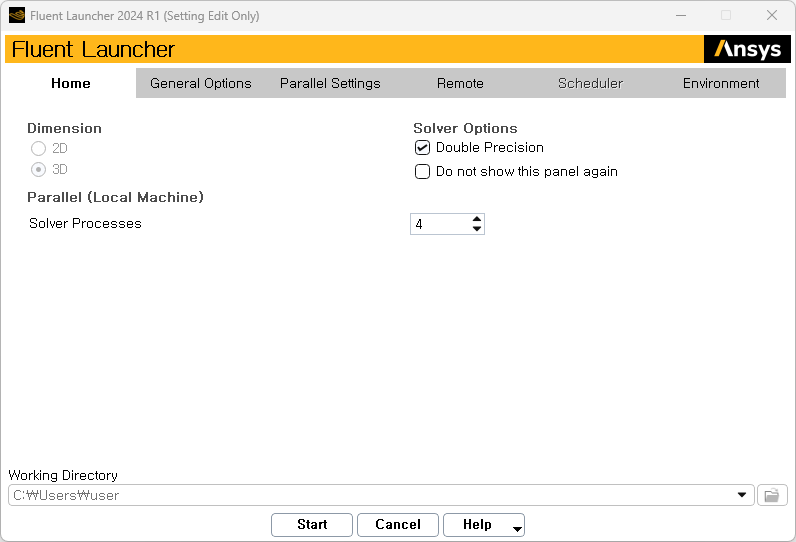 Fluent Launcher 2024 R1 (Setting Edit Only)
Fluent Launcher
Ansys
Home General Options Parallel Settings Remote Scheduler Environment
Dimension
2D
3D
Solver Options
Double Precision
Do not show this panel again
Parallel (Local Machine)
Solver Processes 4
Working Directory
C:₩Users₩user
Start Cancel Help